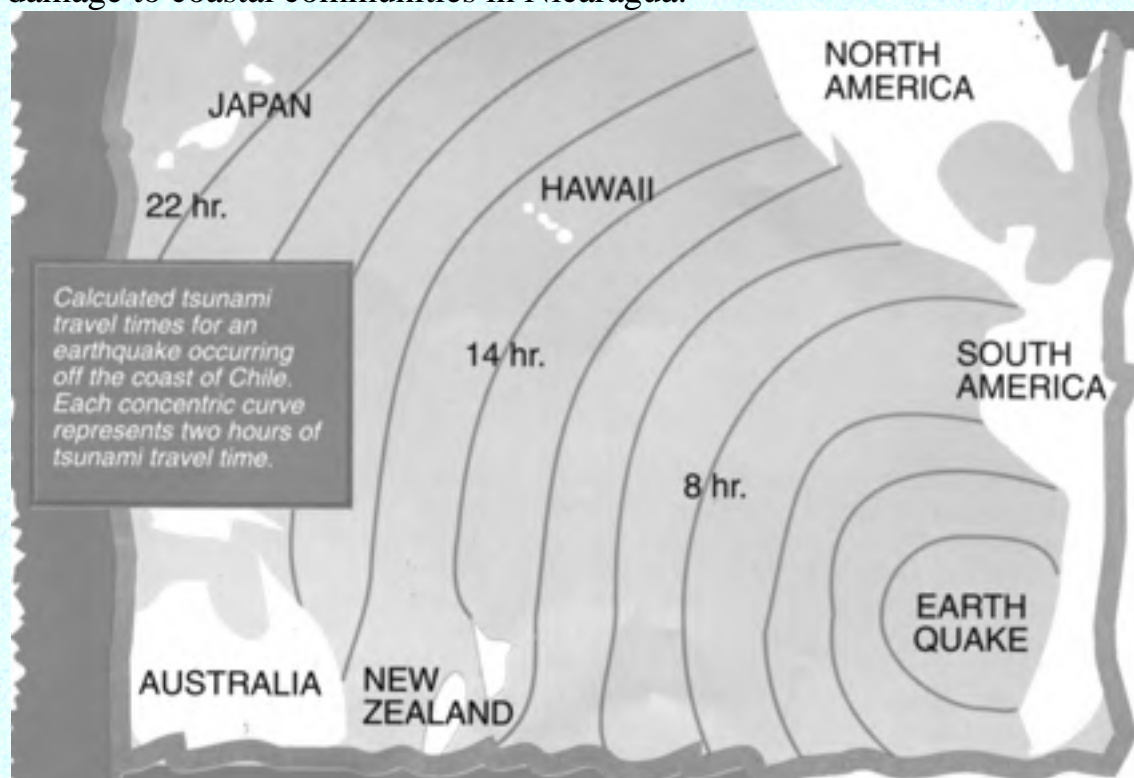 damage to coastal communities in Nicaragua.
NORTH
AMERICA
JAPAN
HAWAII
22 hr.
Calculated tsunami
travel times for an
earthquake occurring
off the coast of Chile.
Each concentric curve
represents two hours of
tsunami travel time.
14 hr.
SOUTH
AMERICA
8 hr.
EARTH
QUAKE
AUSTRALIA
NEW
ZEALAND